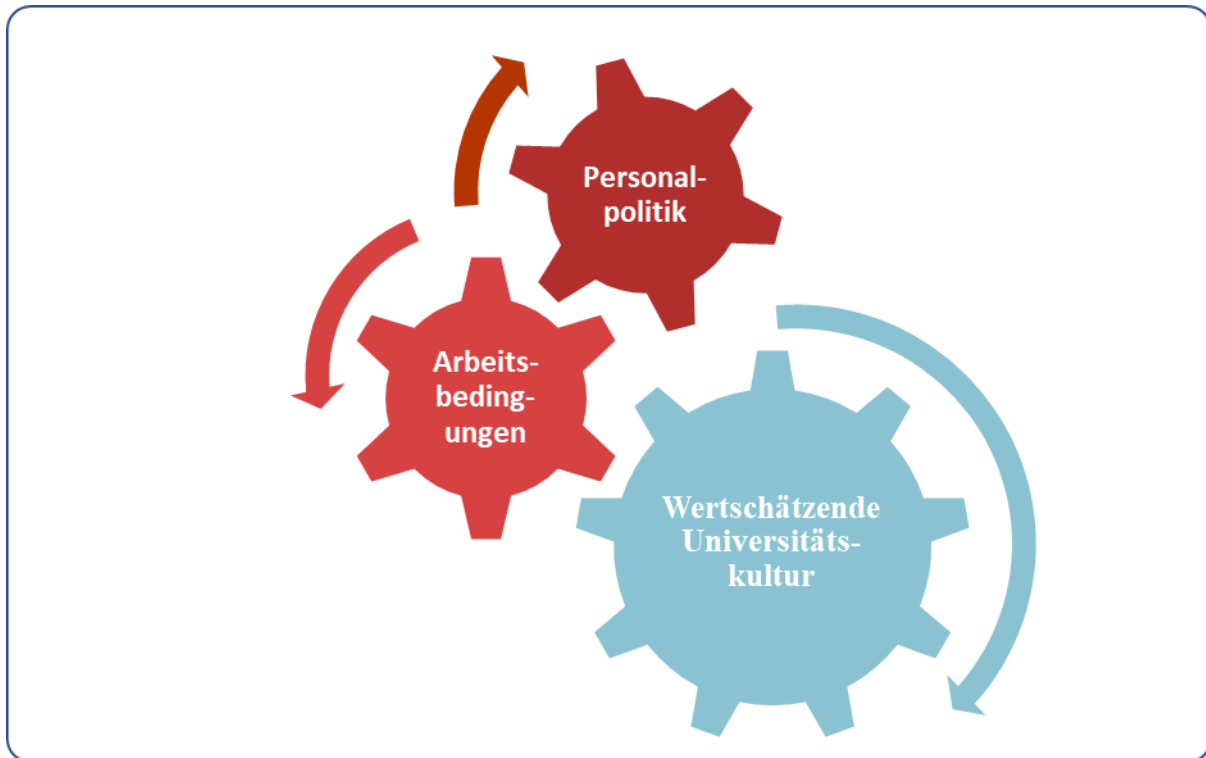 Personal-
politik
Arbeits-
beding-
ungen
Wertschätzende
Universitäts-
kultur